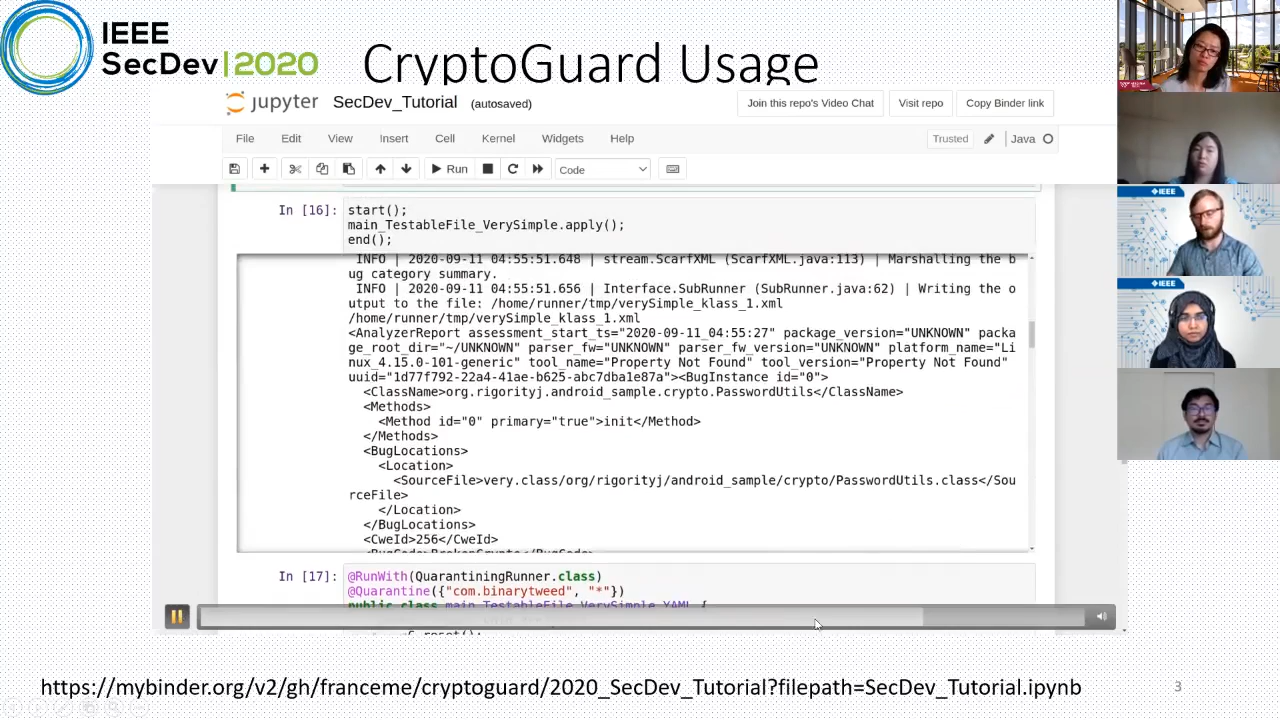 IEEE
SecDev|2020
CryptoGuard Usage
jupyter SecDev_Tutorial (autosaved)
Join this repo's Video Chat
Visit repo
Copy Binder link
File Edit View Insert Cell Kernel Widgets Help
Trusted
Java
Run
Code
In [16]: start();
main_TestableFile_VerySimple.apply();
end();
INFO | 2020-09-11 04:55:51.648 | stream.ScarfXML (ScarfXML.java:113) | Marshalling the b
ug category summary.
INFO | 2020-09-11 04:55:51.656 | Interface.SubRunner (SubRunner.java:62) | Writing the o
utput to the file: /home/runner/tmp/verySimple_klass_1.xml
/home/runner/tmp/verySimple_klass_1.xml
<AnalyzerReport assessment_start_ts="2020-09-11_04:55:27" package_version="UNKNOWN" packa
ge_root_dir="~/UNKNOWN" parser_fw="UNKNOWN" parser_fw_version="UNKNOWN" platform_name="Li
nux_4.15.0-101-generic" tool_name="Property Not Found" tool_version="Property Not Found"
uuid="1d77f792-22a4-41ae-b625-abc7dba1e87a"><BugInstance id="0">
<ClassName>org.rigorityj.android_sample.crypto.PasswordUtils</ClassName>
<Methods>
<Method id="0" primary="true">init</Method>
</Methods>
<BugLocations>
<Location>
<SourceFile>very.class/org/rigorityj/android_sample/crypto/PasswordUtils.class</Sou
rceFile>
</Location>
</BugLocations>
<CweId>256</CweId>
<BugCode>BrokenCrypto</BugCode>
In [17]: @RunWith(QuarantiningRunner.class)
@Quarantine({"com.binarytweed", "*"})
public class main_TestableFile_VerySimple_YAML {
https://mybinder.org/v2/gh/franceme/cryptoguard/2020_SecDev_Tutorial?filepath=SecDev_Tutorial.ipynb
3
IEEE
IEEE